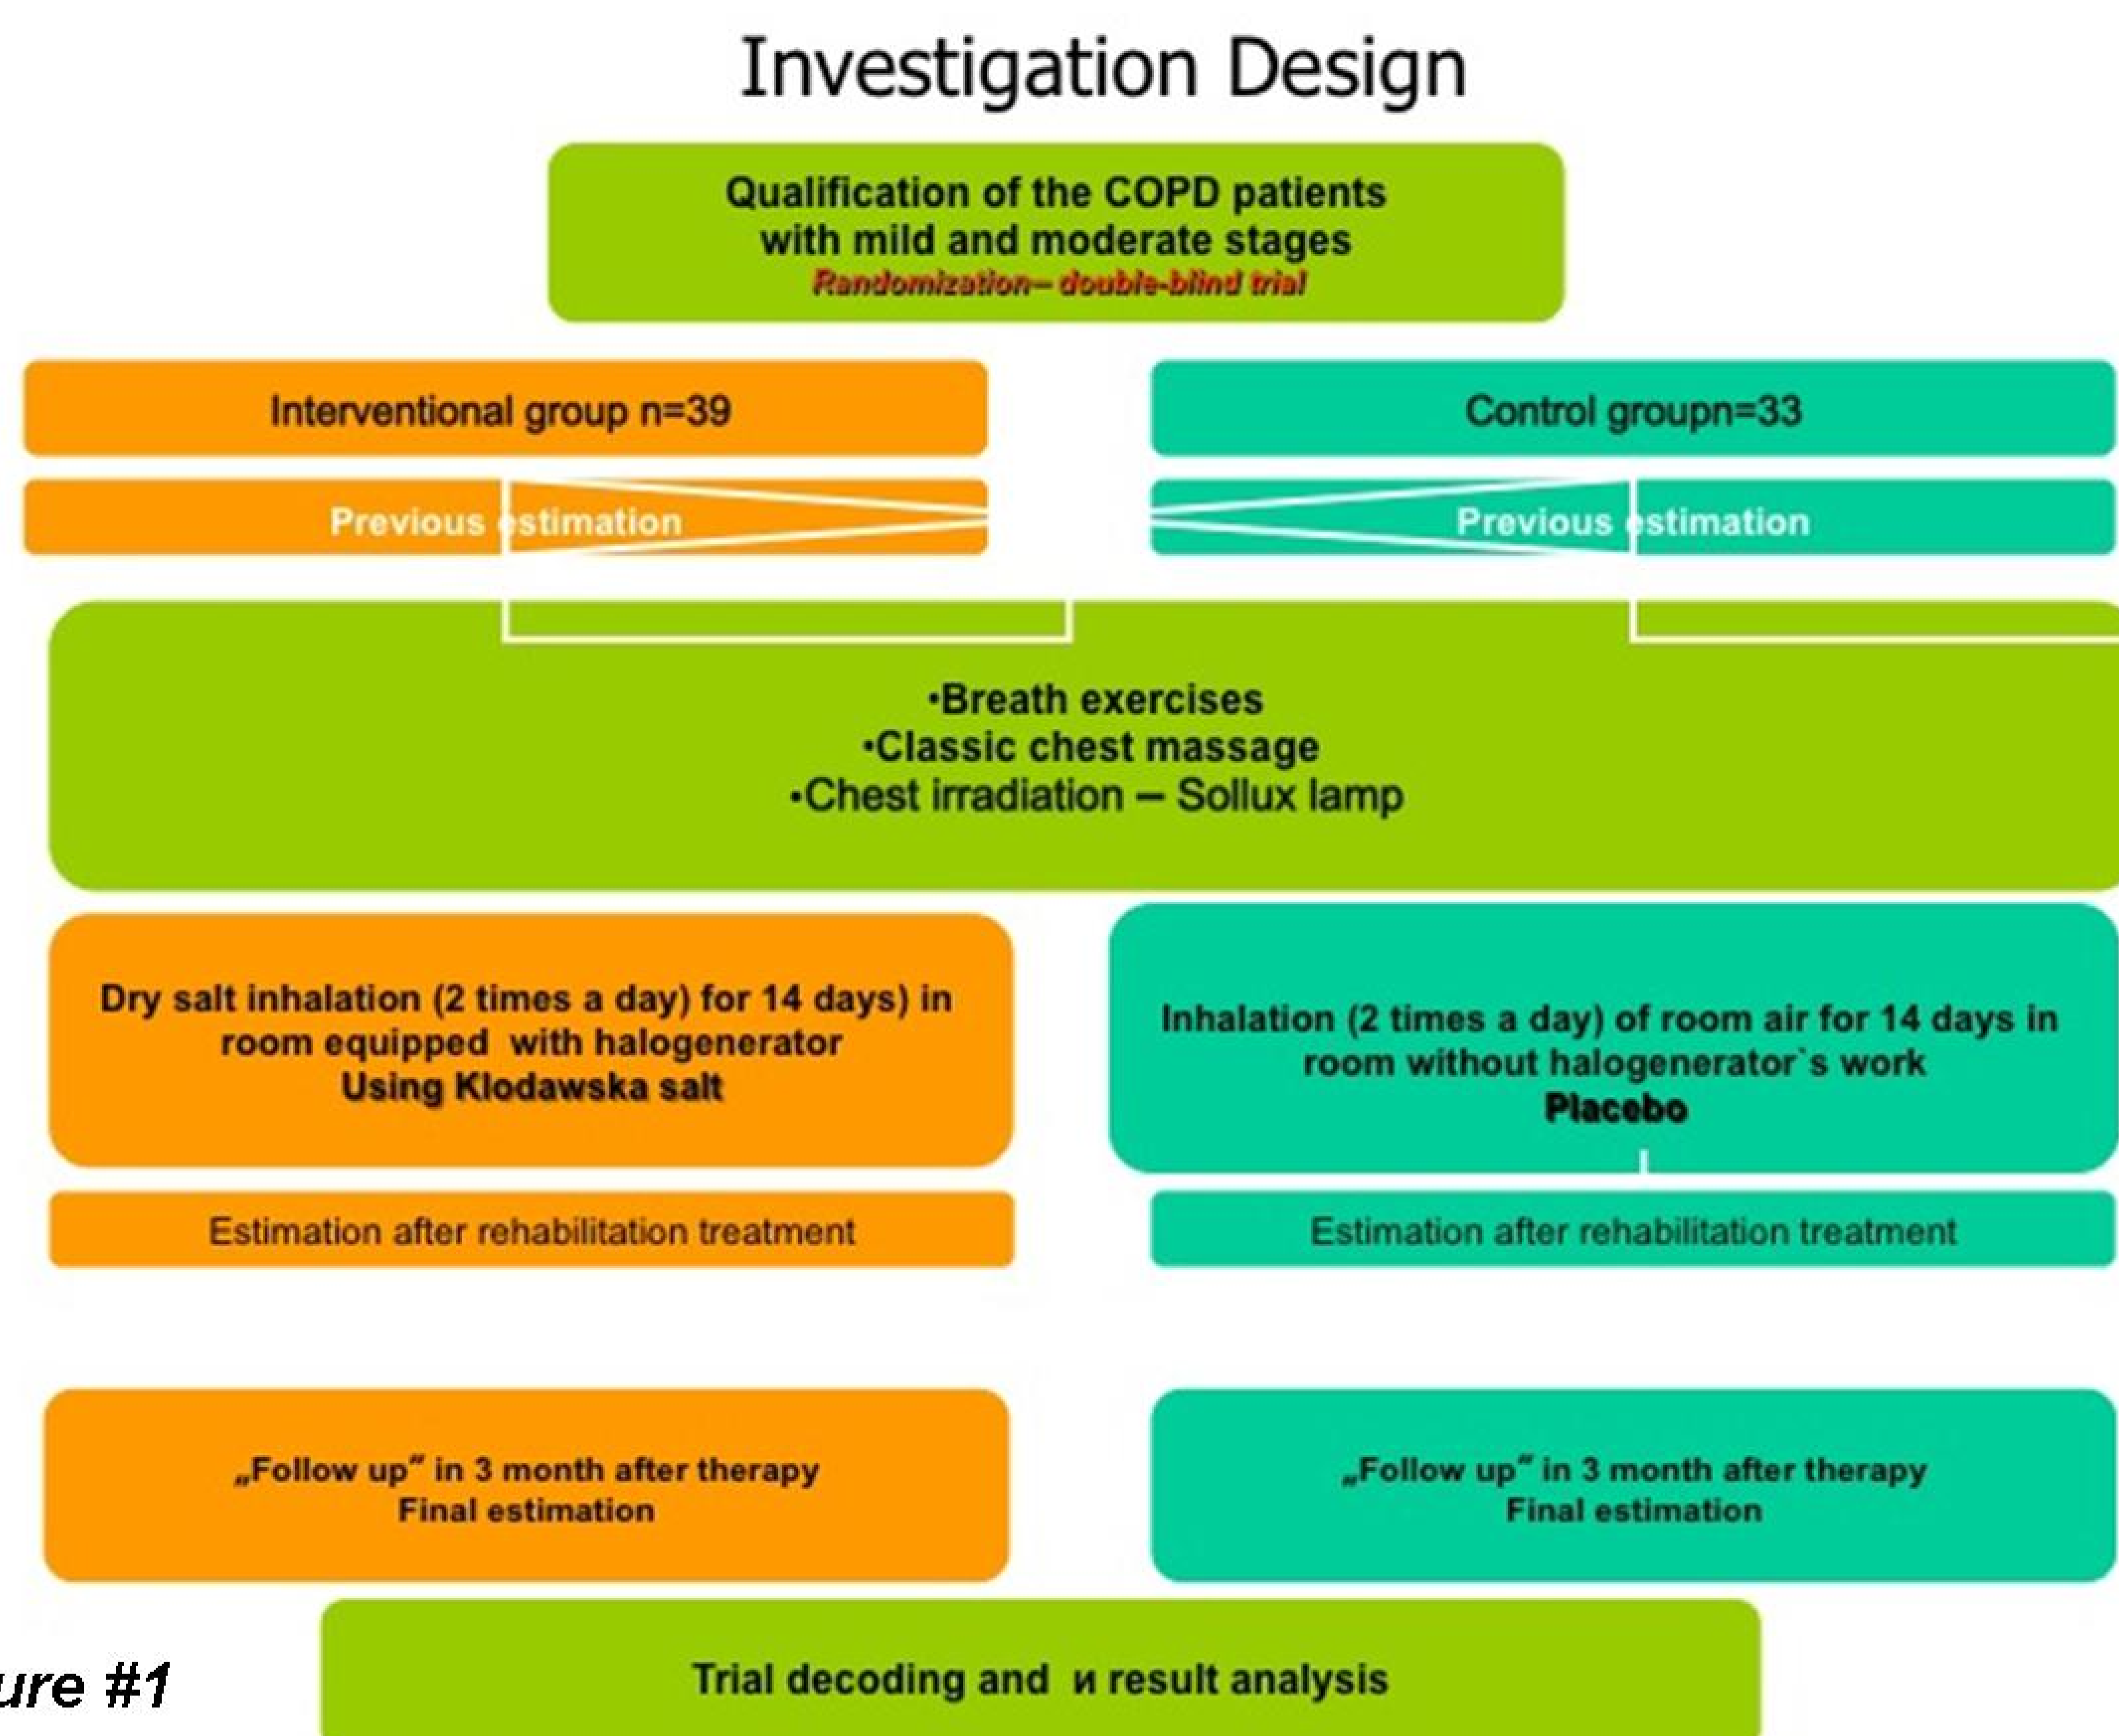 Investigation Design
Qualification of the COPD patients
with mild and moderate stages
Randomization– double-blind trial
Interventional group n=39
Control groupn=33
Previous estimation
Previous estimation
•Breath exercises
•Classic chest massage
•Chest irradiation – Sollux lamp
Dry salt inhalation (2 times a day) for 14 days) in
room equipped with halogenerator
Using Klodawska salt
Inhalation (2 times a day) of room air for 14 days in
room without halogenerator`s work
Placebo
Estimation after rehabilitation treatment
Estimation after rehabilitation treatment
„Follow up” in 3 month after therapy
Final estimation
„Follow up” in 3 month after therapy
Final estimation
Trial decoding and и result analysis
ure #1